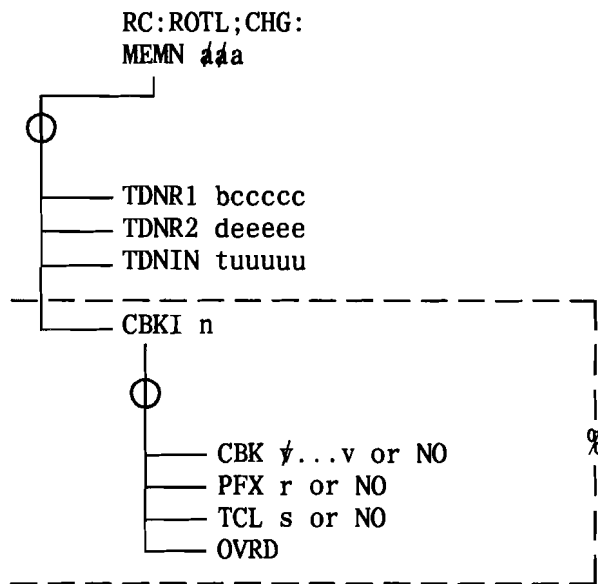 RC:ROTL;CHG:
MEMN a̸a̸a
TDNR1 bccccc
TDNR2 deeeee
TDNIN tuuuuu
CBKI n
CBK v̸...v or NO
%
PFX r or NO
TCL s or NO
OVRD